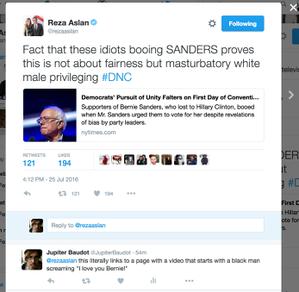 Reza Aslan
@rezaaslan
Following
Fact that these idiots booing SANDERS proves
this is not about fairness but masturbatory white
male privileging #DNC
Democrats' Pursuit of Unity Falters on First Day of Conventi...
Supporters of Bernie Sanders, who lost to Hillary Clinton, booed
when Mr. Sanders urged them to vote for her despite revelations
of bias by party leaders.
nytimes.com
RETWEETS LIKES
121 194
4:12 PM - 25 Jul 2016
121 194
Reply to @rezaaslan
Jupiter Baudot @JupiterBaudot · 54m
@rezaaslan this literally links to a page with a video that starts with a black man
screaming "I love you Bernie!"